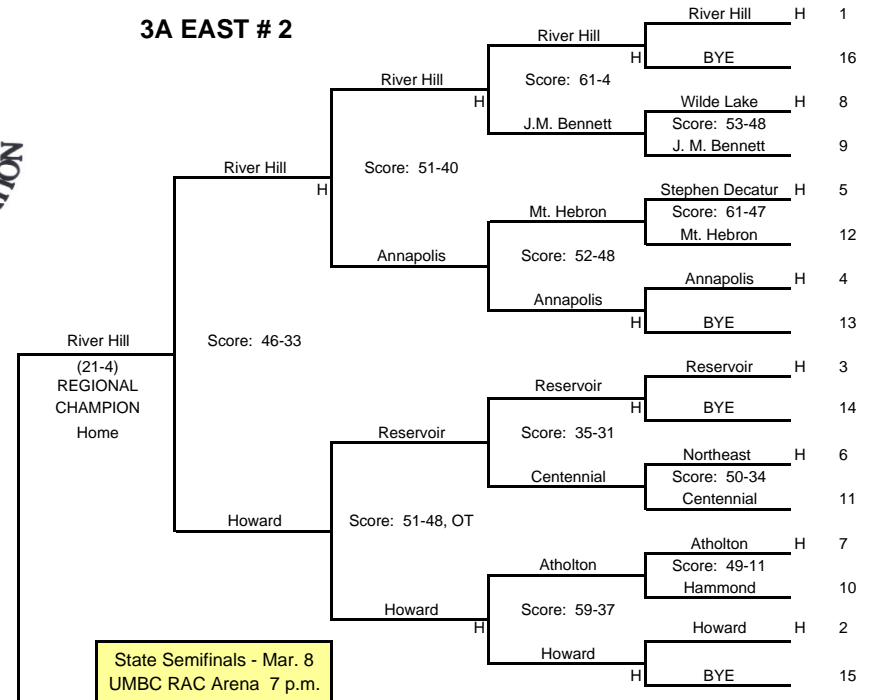 3A EAST # 2
River Hill H 1
River Hill
H BYE 16
River Hill
Score: 61-4
H
Wilde Lake H 8
J.M. Bennett
Score: 53-48
J. M. Bennett 9
River Hill
Score: 51-40
H
Stephen Decatur H 5
Mt. Hebron
Score: 61-47
Mt. Hebron 12
Annapolis
Score: 52-48
Annapolis H 4
Annapolis
H BYE 13
River Hill
(21-4)
REGIONAL
CHAMPION
Home
Score: 46-33
Reservoir H 3
Reservoir
H BYE 14
Reservoir
Score: 35-31
Northeast H 6
Centennial
Score: 50-34
Centennial 11
Howard
Score: 51-48, OT
Atholton H 7
Atholton
Score: 49-11
Hammond 10
Howard
Score: 59-37
H
Howard H 2
Howard
H BYE 15
State Semifinals - Mar. 8
UMBC RAC Arena 7 p.m.